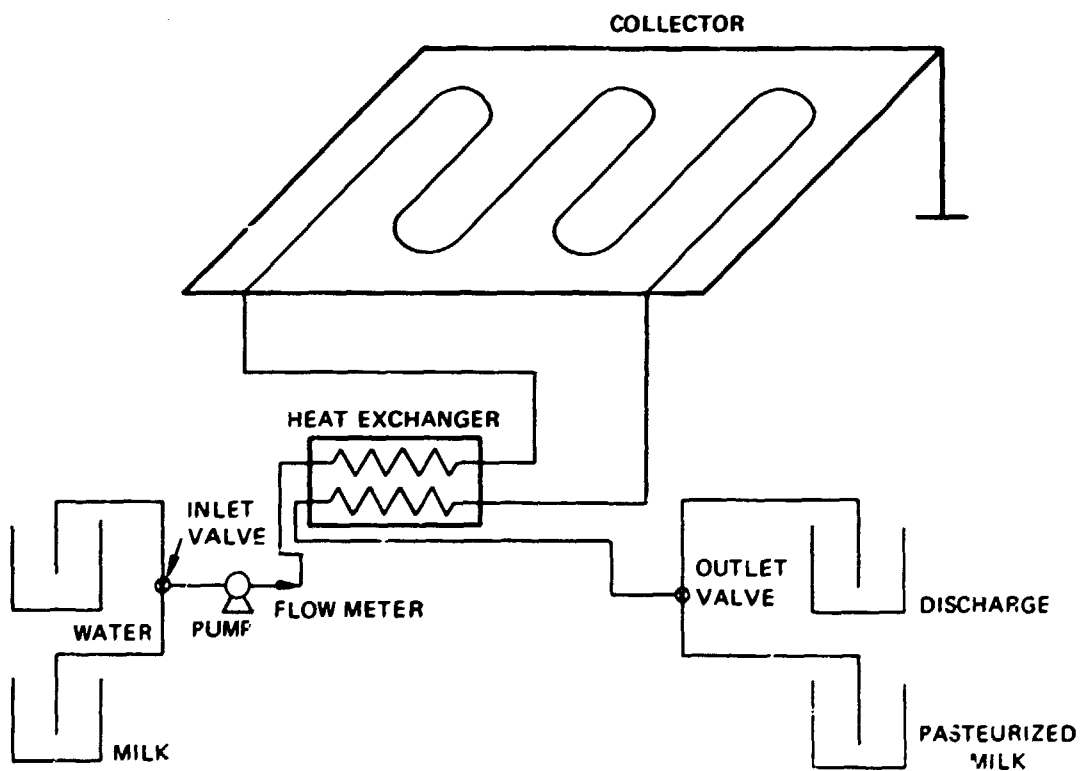 COLLECTOR
HEAT EXCHANGER
INLET
VALVE
FLOW METER
PUMP
WATER
MILK
OUTLET
VALVE
DISCHARGE
PASTEURIZED
MILK